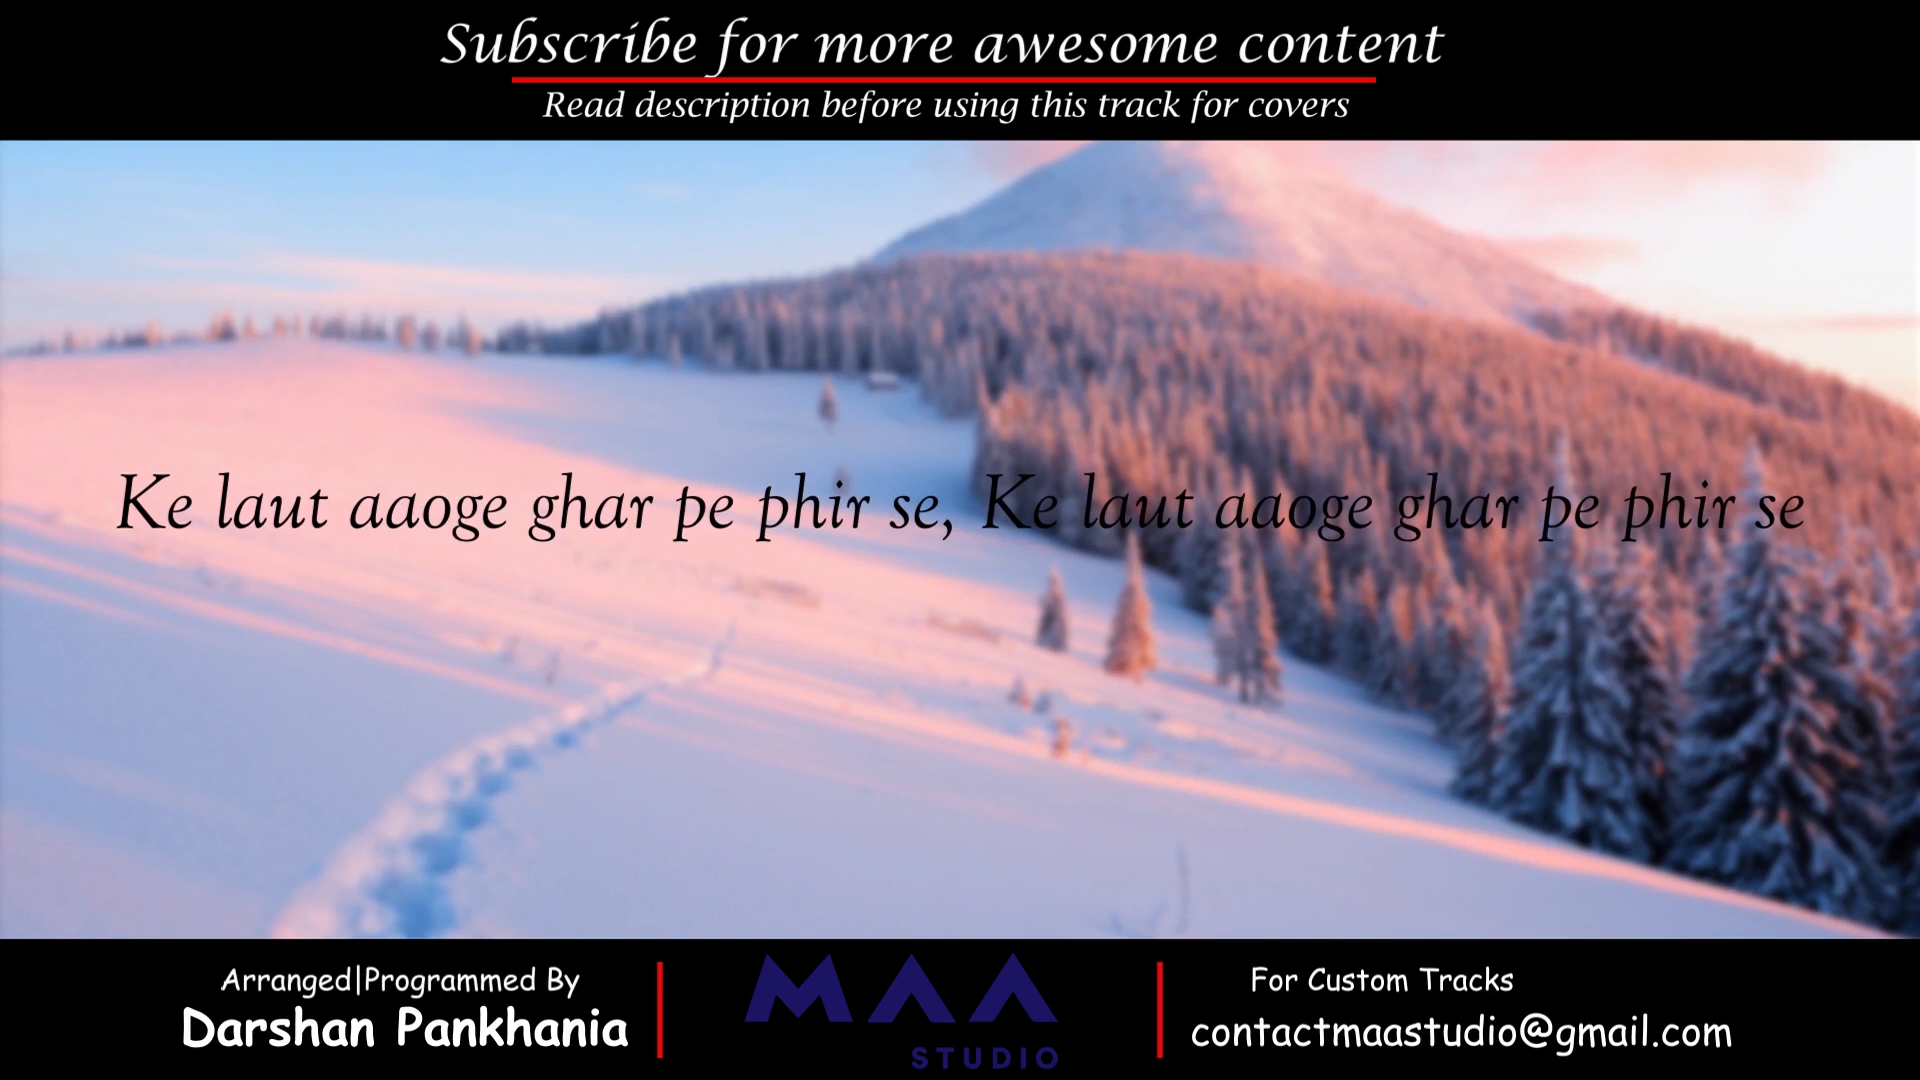 Subscribe for more awesome content
Read description before using this track for covers
Ke laut aaoge ghar pe phir se, Ke laut aaoge ghar pe phir se
Arranged|Programmed By
Darshan Pankhania
MAA
STUDIO
For Custom Tracks
contactmaastudio@gmail.com